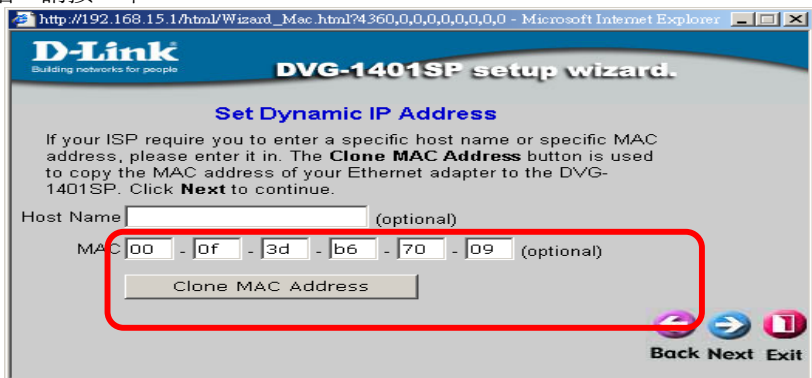 http://192.168.15.1/html/Wizard_Mac.html?4360,0,0,0,0,0,0,0,0 - Microsoft Internet Explorer
D-Link
Building networks for people
DVG-1401SP setup wizard.
Set Dynamic IP Address
If your ISP require you to enter a specific host name or specific MAC
address, please enter it in. The Clone MAC Address button is used
to copy the MAC address of your Ethernet adapter to the DVG-
1401SP. Click Next to continue.
Host Name (optional)
MAC 00 - 0f - 3d - b6 - 70 - 09 (optional)
Clone MAC Address
Back Next Exit